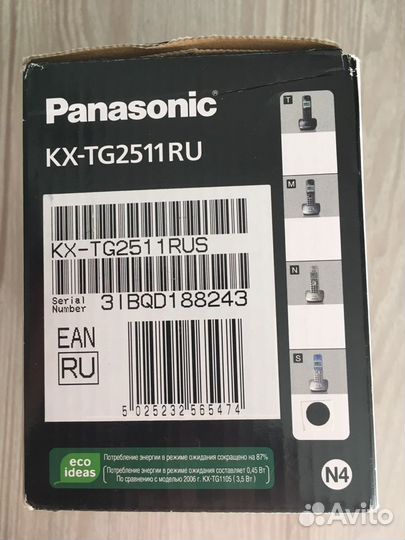 Panasonic®
KX-TG2511RU
KX-TG2511RUS
Serial
Number 3IBQD188243
EAN
RU
5 025232 565474
T
M
N
S
eco
ideas
Потребление энергии в режиме ожидания сокращено на 87%
(Потребление энергии в режиме ожидания составляет 0,45 Вт)
По сравнению с моделью 2006 г. KX-TG1105 ( 3,5 Вт)
N4
Avito